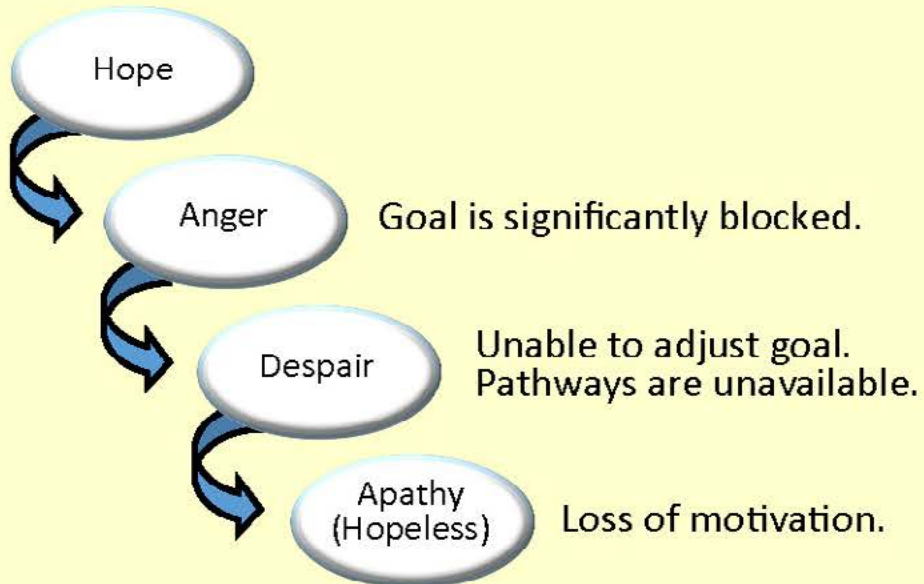 Hope
Anger
Goal is significantly blocked.
Despair
Unable to adjust goal.
Pathways are unavailable.
Apathy
(Hopeless)
Loss of motivation.